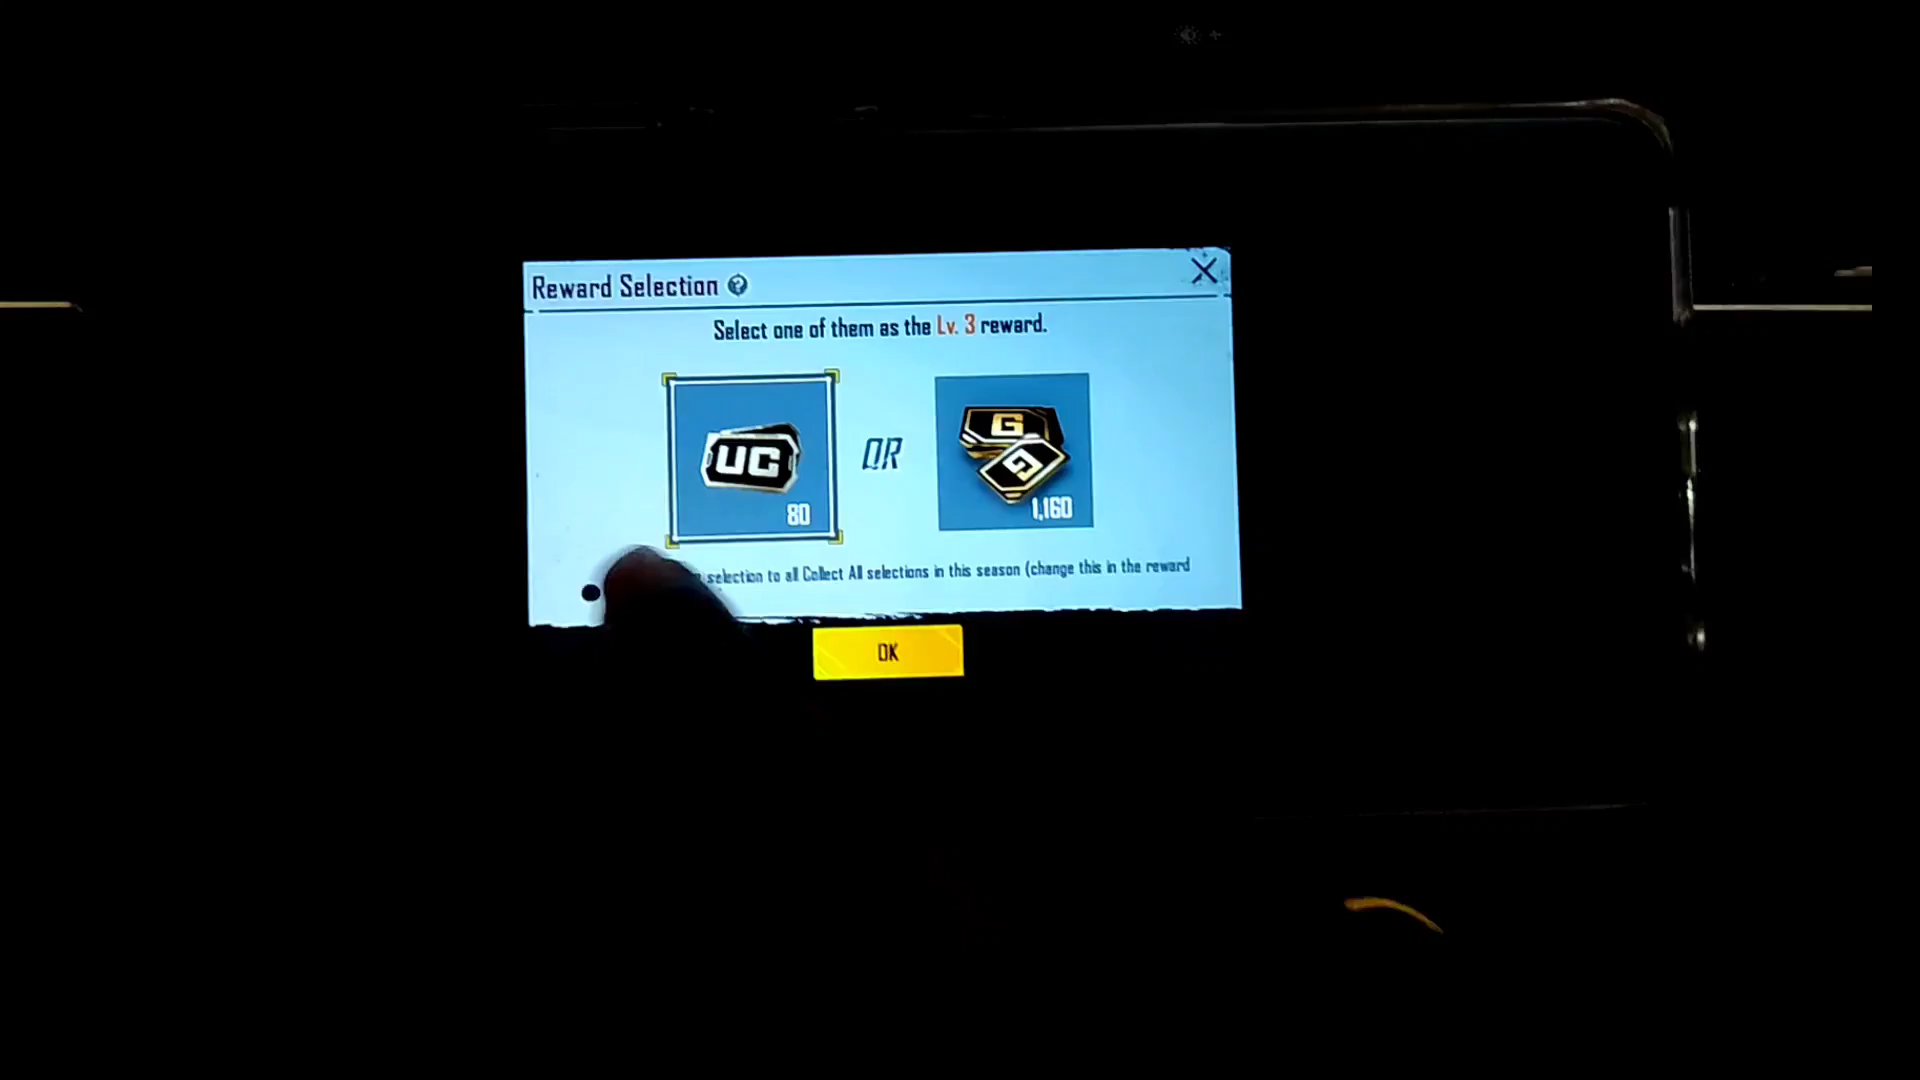 Reward Selection
Select one of them as the Lv. 3 reward.
UC
80
OR
G
G
1,160
selection to all Collect All selections in this season (change this in the reward
OK